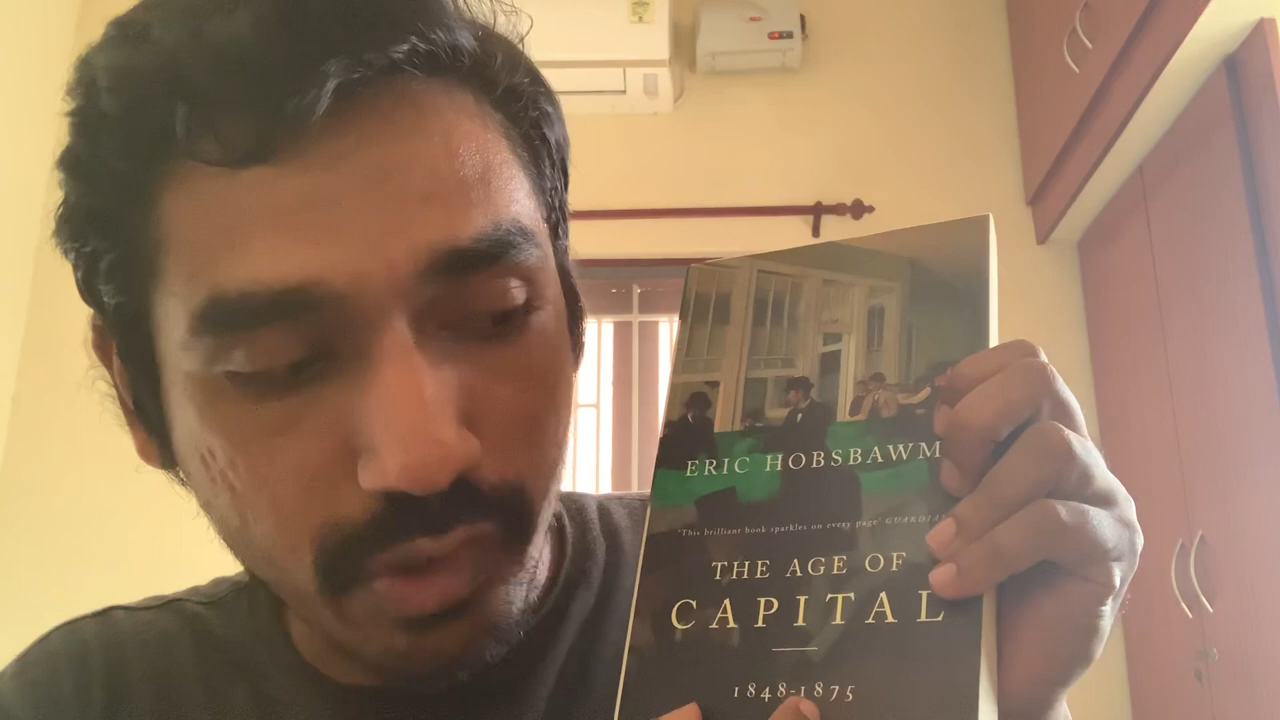 ERIC HOBSBAWM
'This brilliant book sparkles on every page' GUARDIAN
THE AGE OF
CAPITAL
1848-1875